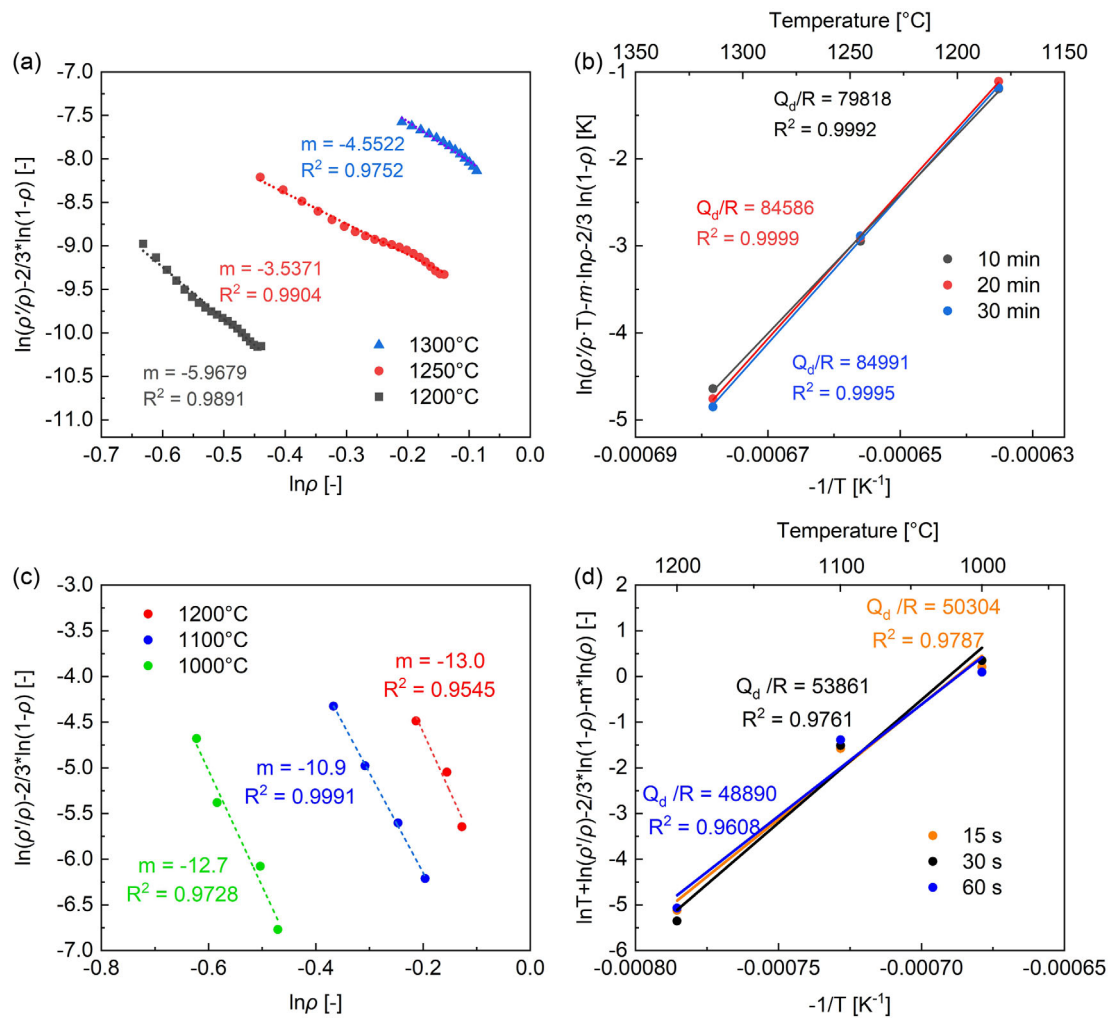 (a)
-7.0
-7.5
-8.0
-8.5
-9.0
-9.5
-10.0
-10.5
-11.0
ln(ρ′/ρ)-2/3*ln(1-ρ) [-]
m = -4.5522
R² = 0.9752
m = -3.5371
R² = 0.9904
m = -5.9679
R² = 0.9891
1300°C
1250°C
1200°C
-0.7 -0.6 -0.5 -0.4 -0.3 -0.2 -0.1 0.0
lnρ [-]
(b)
Temperature [°C]
1350 1300 1250 1200 1150
-1
-2
-3
-4
-5
ln(ρ′/ρ·T)-m·lnρ-2/3 ln(1-ρ) [K]
Q_d/R = 79818
R² = 0.9992
Q_d/R = 84586
R² = 0.9999
Q_d/R = 84991
R² = 0.9995
10 min
20 min
30 min
-0.00069 -0.00067 -0.00065 -0.00063
-1/T [K⁻¹]
(c)
-3.0
-3.5
-4.0
-4.5
-5.0
-5.5
-6.0
-6.5
-7.0
ln(ρ′/ρ)-2/3*ln(1-ρ) [-]
1200°C
1100°C
1000°C
m = -13.0
R² = 0.9545
m = -10.9
R² = 0.9991
m = -12.7
R² = 0.9728
-0.8 -0.6 -0.4 -0.2 0.0
lnρ [-]
(d)
Temperature [°C]
1200 1100 1000
2
1
0
-1
-2
-3
-4
-5
-6
lnT+ln(ρ′/ρ)-2/3*ln(1-ρ)-m*ln(ρ) [-]
Q_d /R = 50304
R² = 0.9787
Q_d /R = 53861
R² = 0.9761
Q_d /R = 48890
R² = 0.9608
15 s
30 s
60 s
-0.00080 -0.00075 -0.00070 -0.00065
-1/T [K⁻¹]